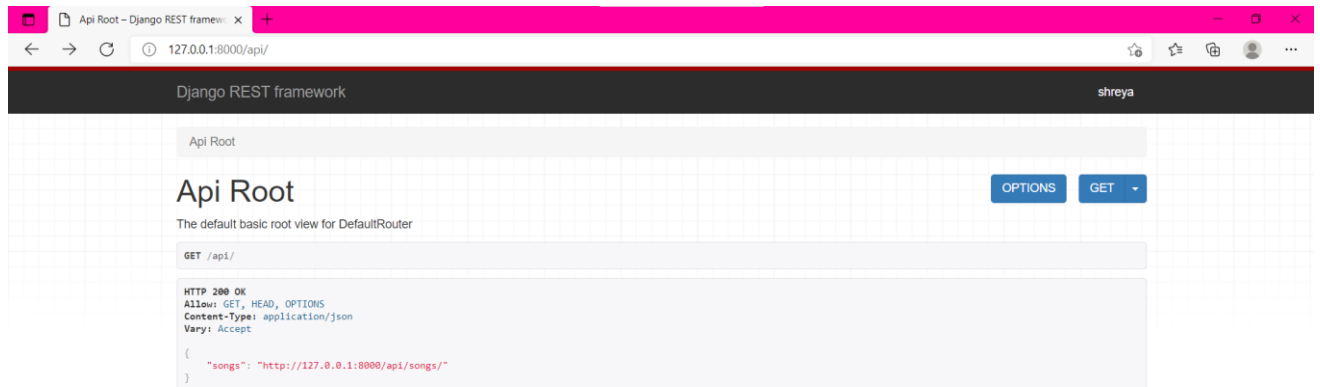 Api Root – Django REST framewo
127.0.0.1:8000/api/
Django REST framework
shreya
Api Root
Api Root
OPTIONS
GET
The default basic root view for DefaultRouter
GET /api/
HTTP 200 OK
Allow: GET, HEAD, OPTIONS
Content-Type: application/json
Vary: Accept
{
"songs": "http://127.0.0.1:8000/api/songs/"
}